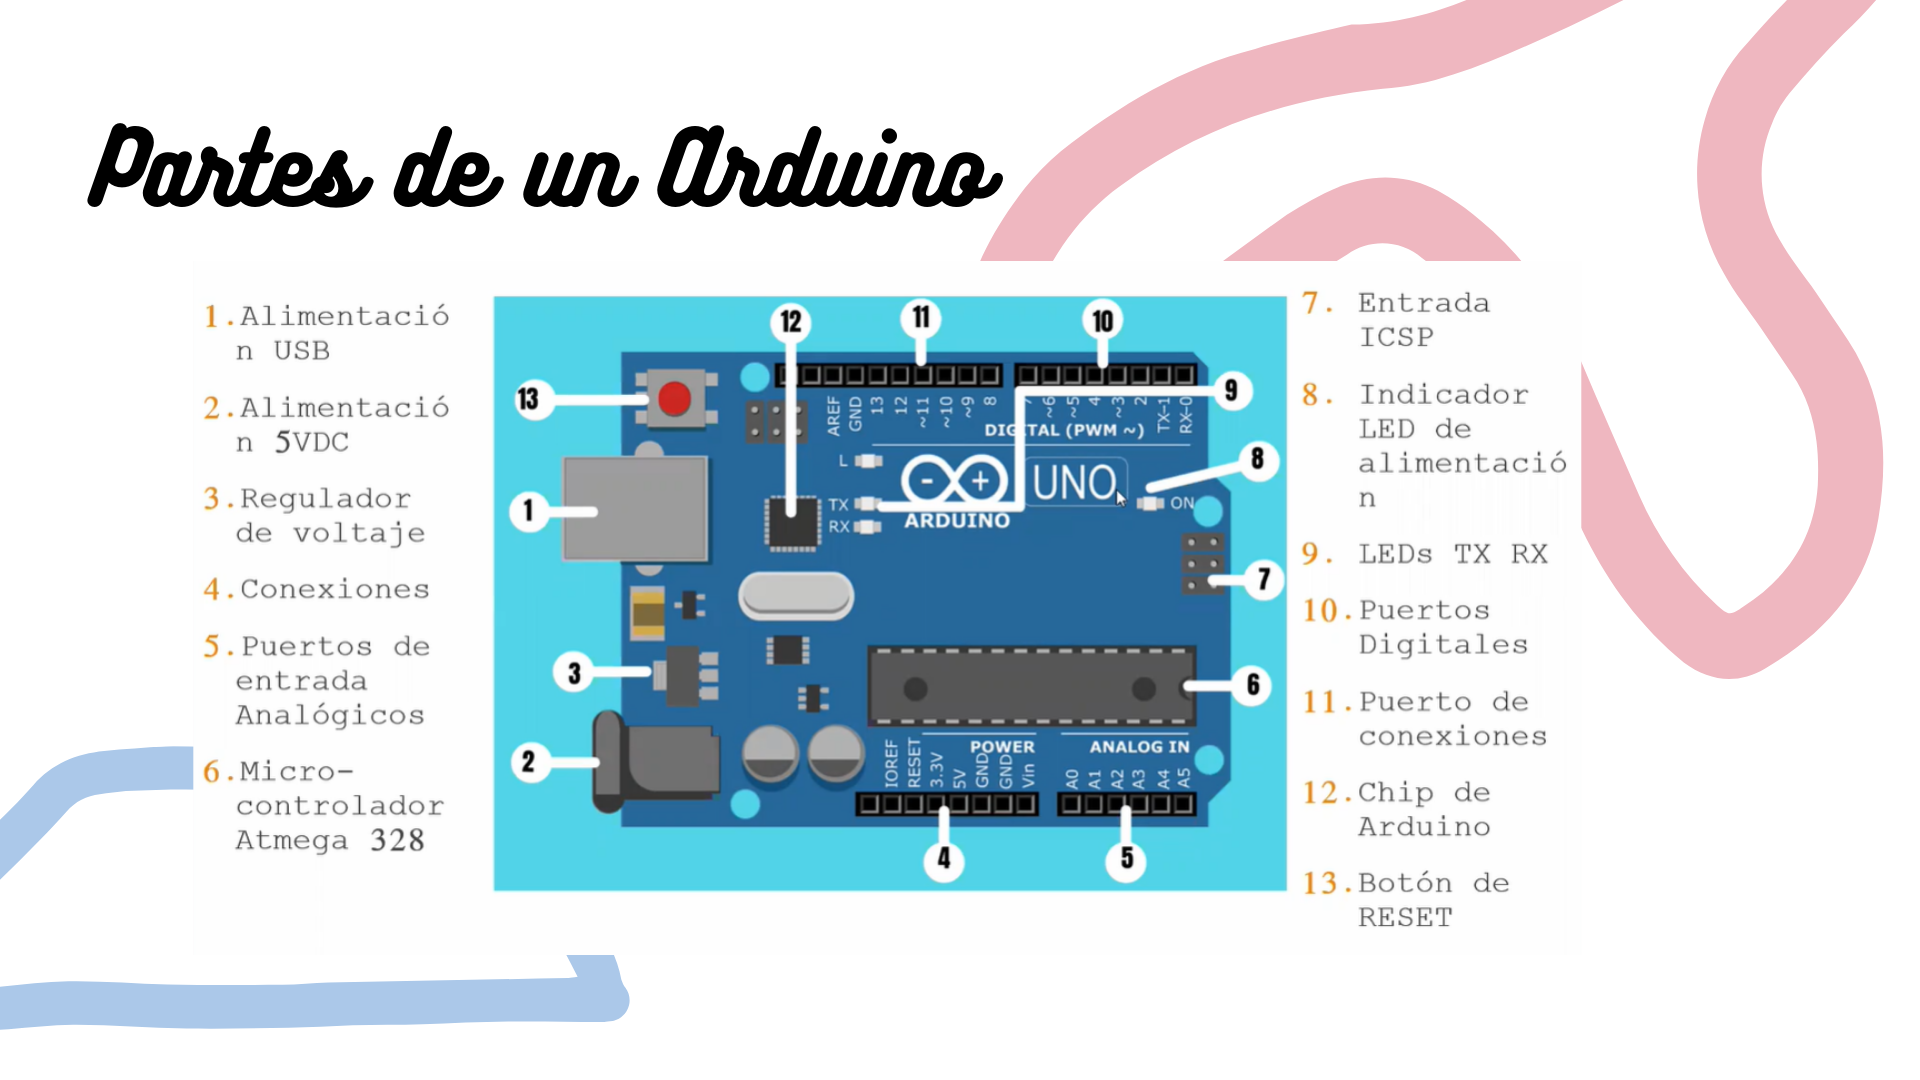 Partes de un Arduino
1. Alimentació
n USB
2. Alimentació
n 5VDC
3. Regulador
de voltaje
4. Conexiones
5. Puertos de
entrada
Analógicos
6. Micro-
controlador
Atmega 328
12
11
10
13
9
8
1
7
3
6
2
4
5
AREF
GND
13
12
~11
~10
~9
8
~6
~5
4
~3
2
TX-1
RX-0
DIGITAL (PWM ~)
L
TX
RX
UNO
ARDUINO
ON
IOREF
RESET
3.3V
5V
GND
GND
Vin
POWER
ANALOG IN
A0
A1
A2
A3
A4
A5
7. Entrada
ICSP
8. Indicador
LED de
alimentació
n
9. LEDs TX RX
10. Puertos
Digitales
11. Puerto de
conexiones
12. Chip de
Arduino
13. Botón de
RESET